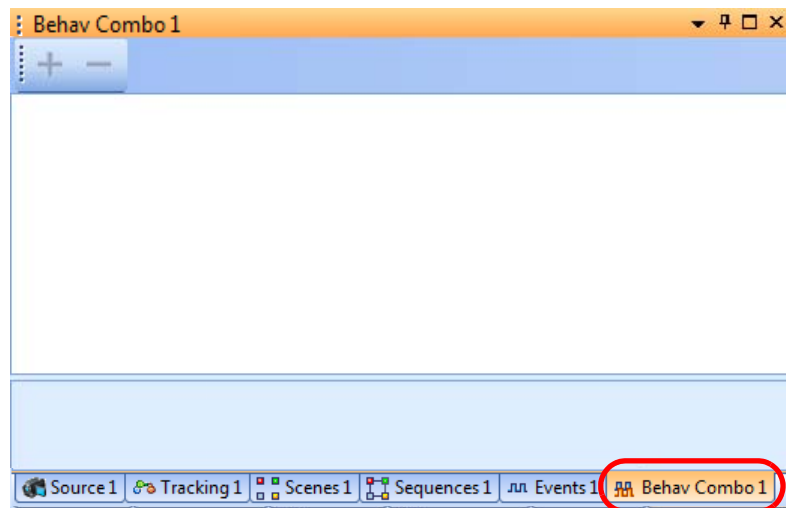 Behav Combo 1
Source 1 Tracking 1 Scenes 1 Sequences 1 Events 1 Behav Combo 1